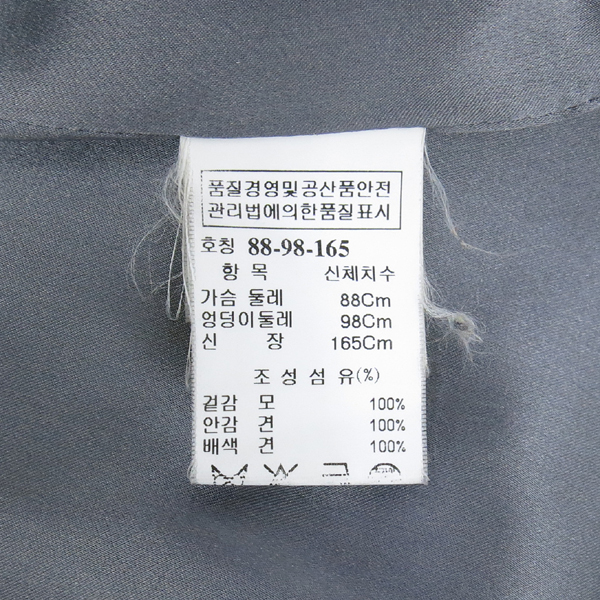 품질경영및공산품안전
관리법에의한품질표시
호칭 88-98-165
항 목 신체치수
가슴 둘레 88Cm
엉덩이둘레 98Cm
신 장 165Cm
조 성 섬 유(%)
겉감 모 100%
안감 견 100%
배색 견 100%